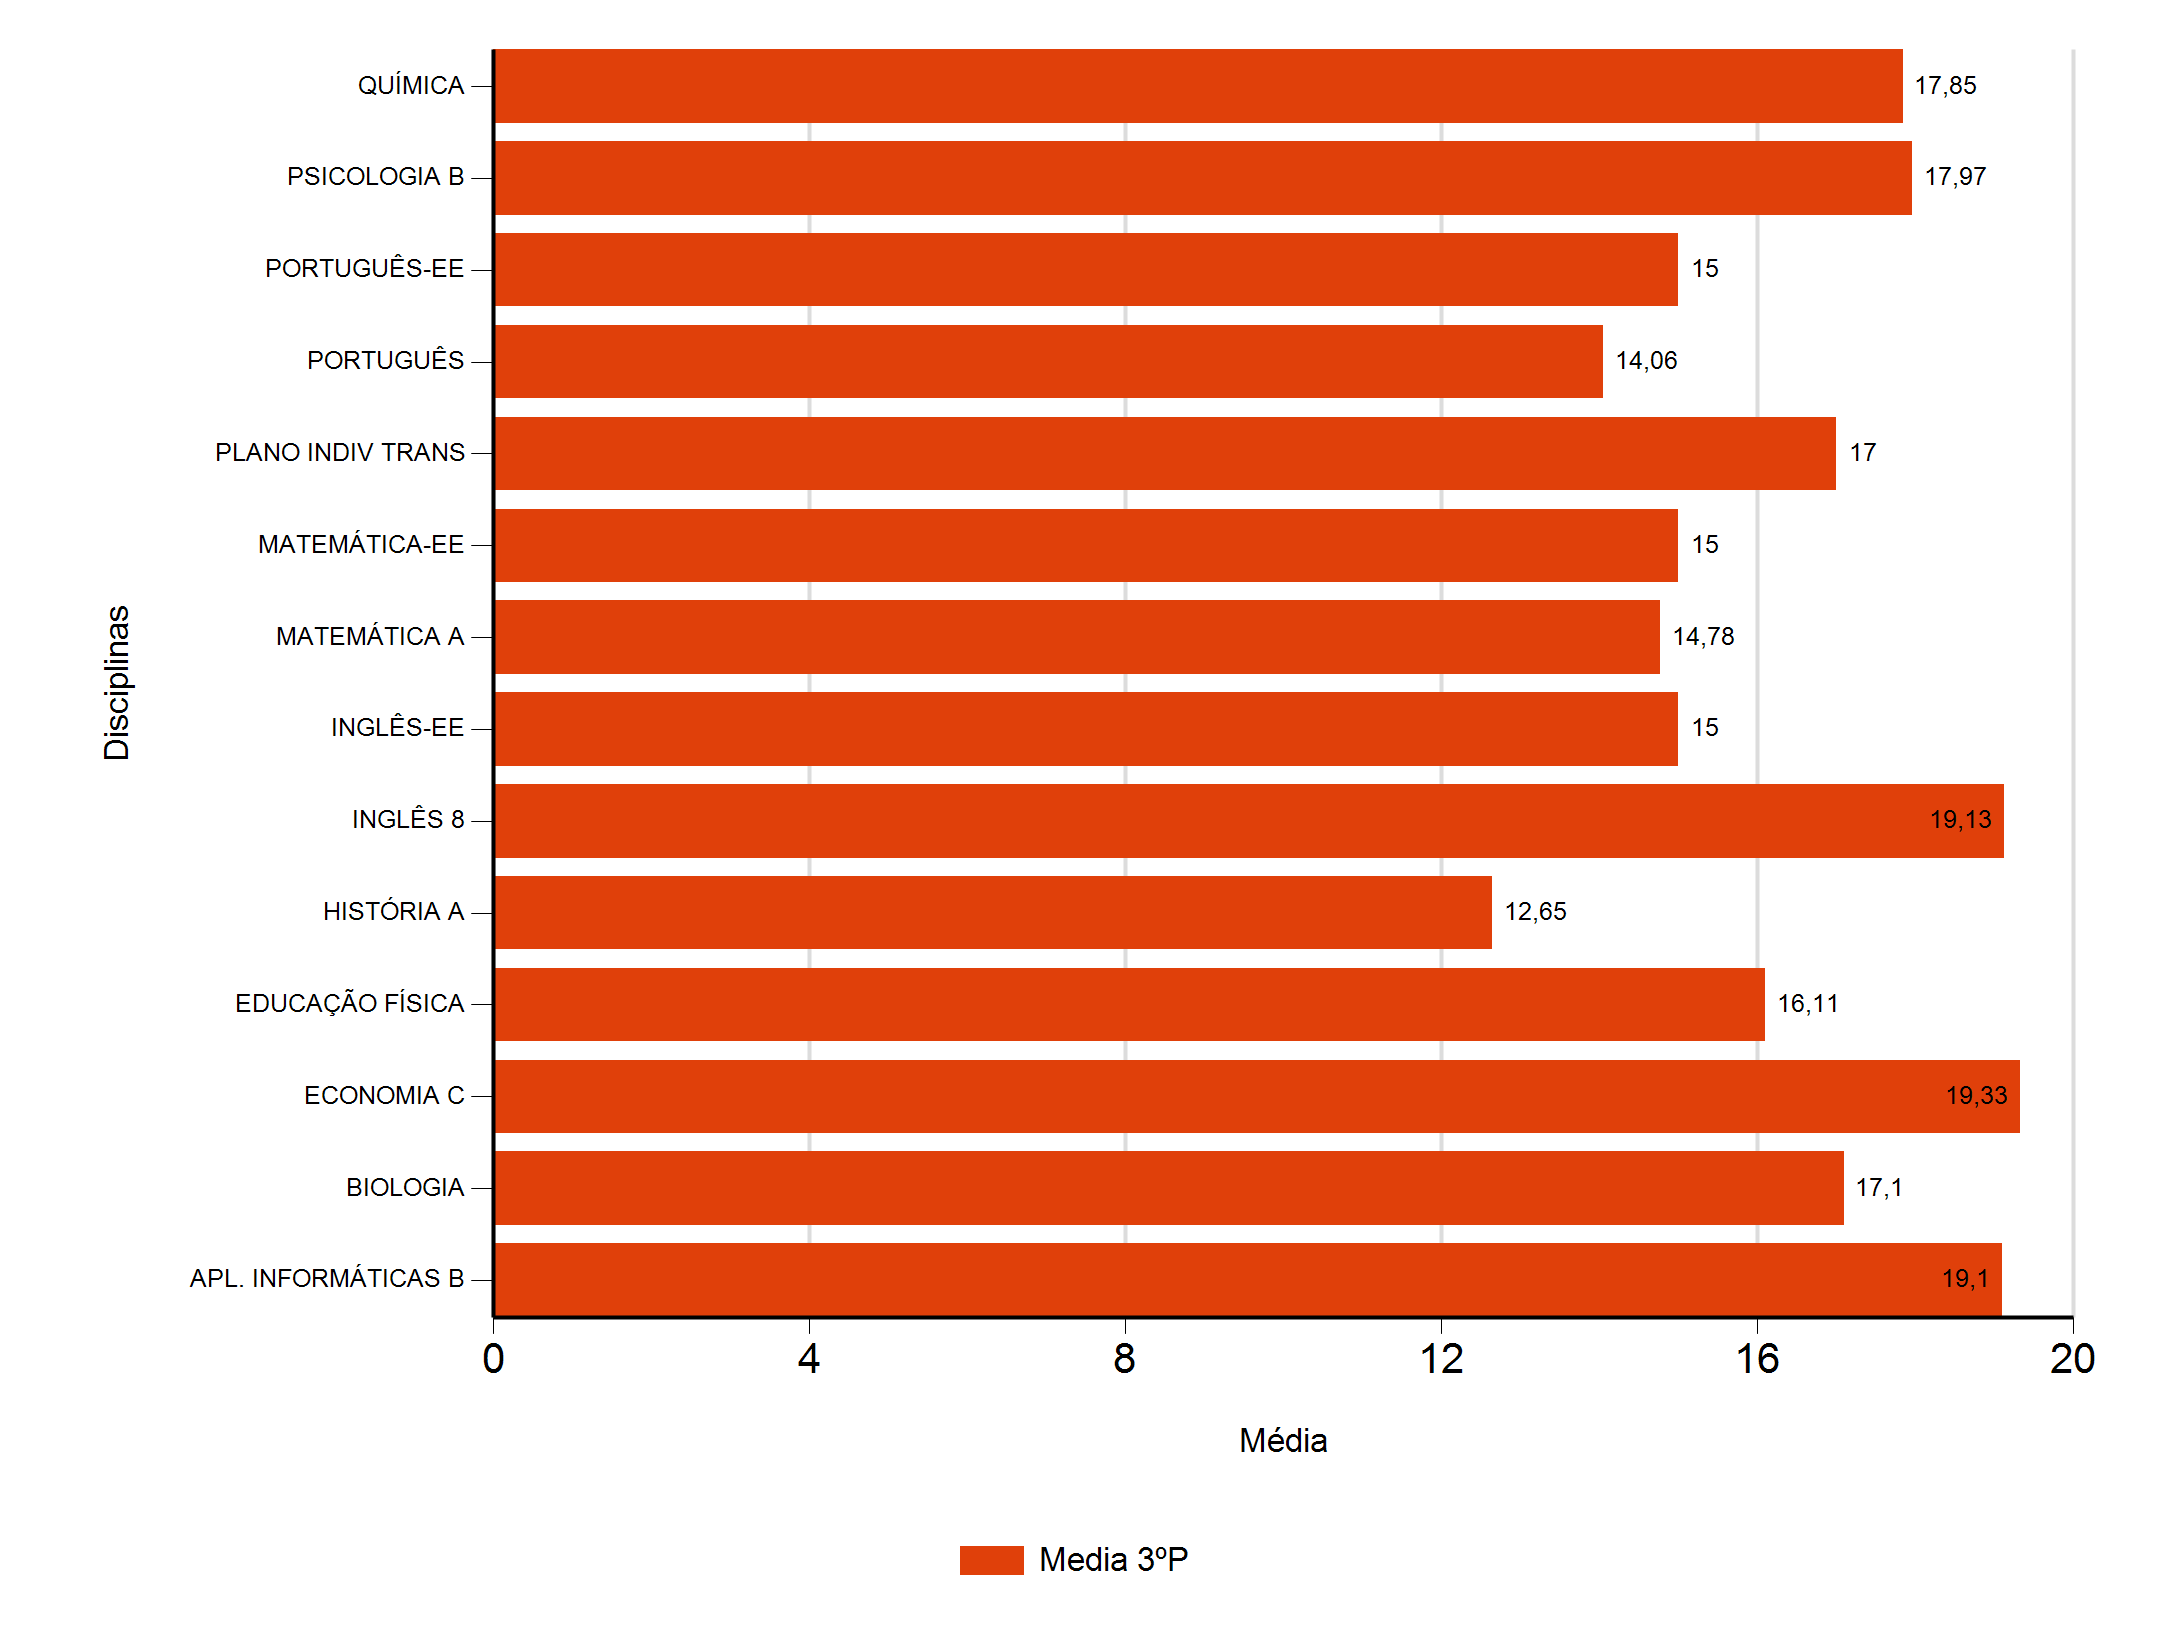 QUÍMICA 17,85
PSICOLOGIA B 17,97
PORTUGUÊS-EE 15
PORTUGUÊS 14,06
PLANO INDIV TRANS 17
MATEMÁTICA-EE 15
MATEMÁTICA A 14,78
INGLÊS-EE 15
INGLÊS 8 19,13
HISTÓRIA A 12,65
EDUCAÇÃO FÍSICA 16,11
ECONOMIA C 19,33
BIOLOGIA 17,1
APL. INFORMÁTICAS B 19,1
Disciplinas
0 4 8 12 16 20
Média
Media 3ºP